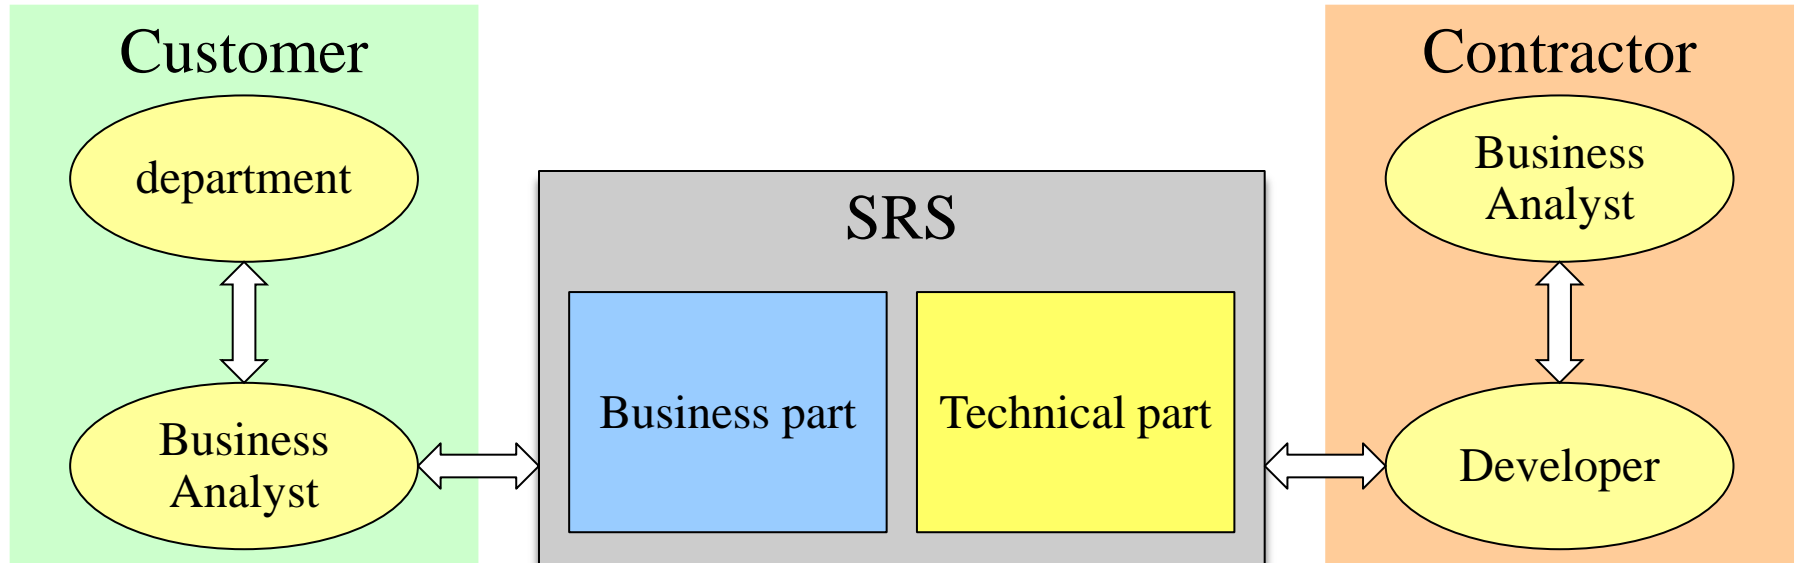 Customer
department
Business
Analyst
SRS
Business part
Technical part
Contractor
Business
Analyst
Developer